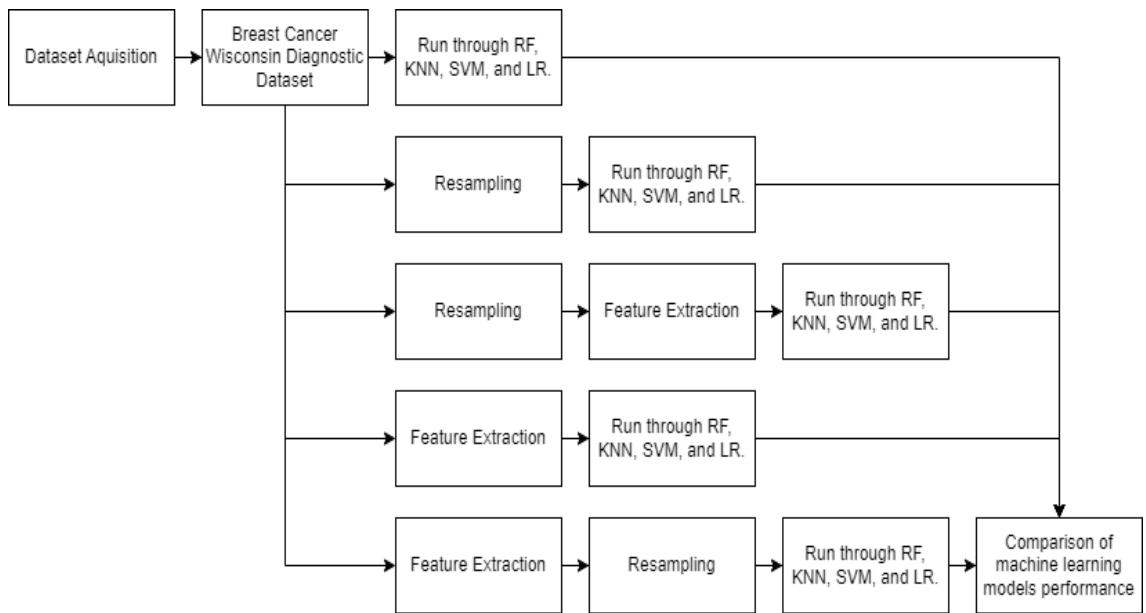 Dataset Aquisition
Breast Cancer
Wisconsin Diagnostic
Dataset
Run through RF,
KNN, SVM, and LR.
Resampling
Run through RF,
KNN, SVM, and LR.
Resampling
Feature Extraction
Run through RF,
KNN, SVM, and LR.
Feature Extraction
Run through RF,
KNN, SVM, and LR.
Feature Extraction
Resampling
Run through RF,
KNN, SVM, and LR.
Comparison of
machine learning
models performance